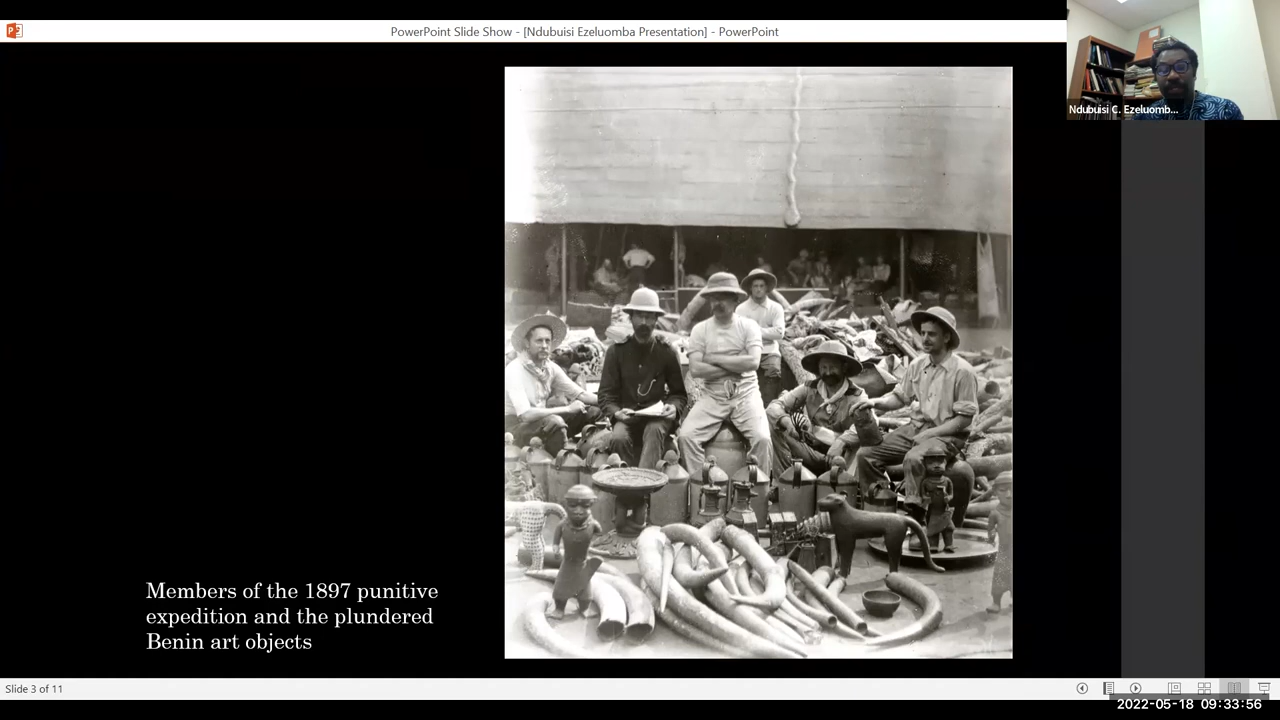 PowerPoint Slide Show - [Ndubuisi Ezeluomba Presentation] - PowerPoint
Ndubuisi C. Ezeluomb...
Members of the 1897 punitive
expedition and the plundered
Benin art objects
Slide 3 of 11
2022-05-18 09:33:56